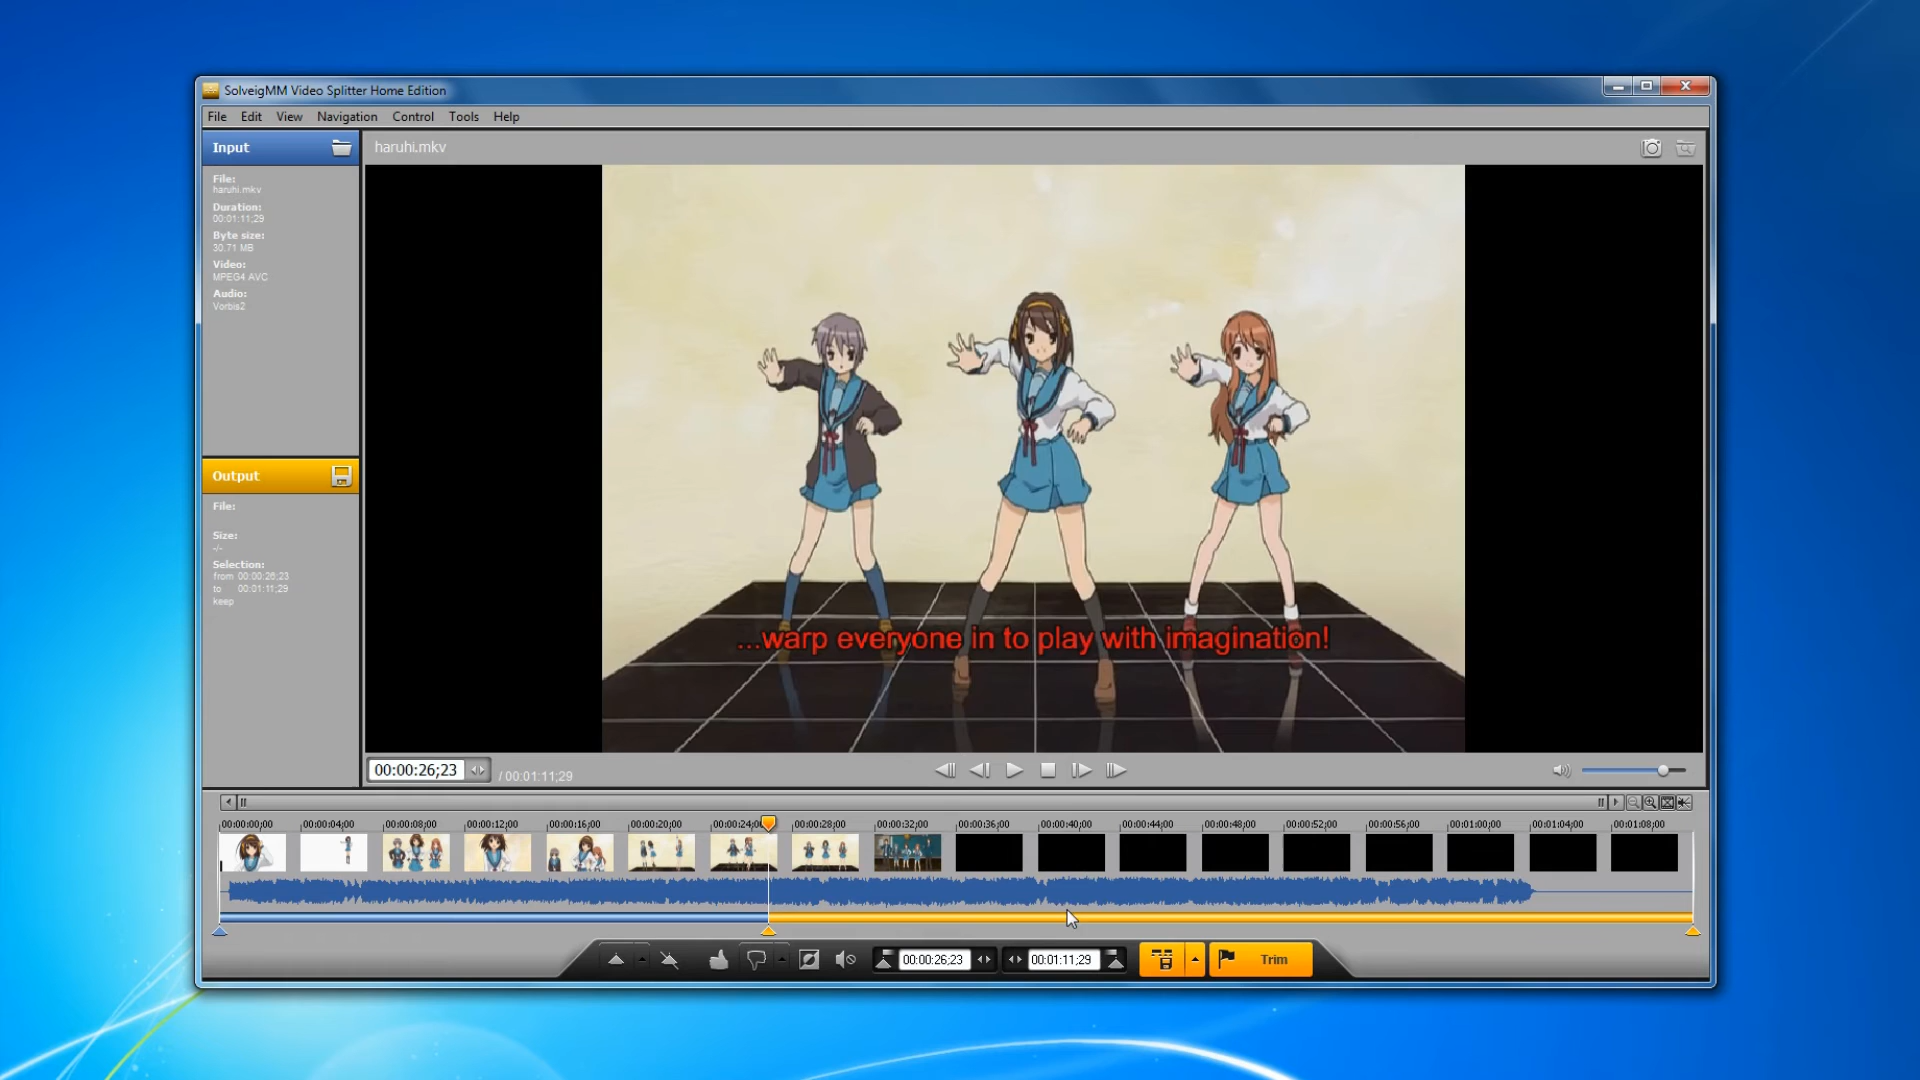 SolveigMM Video Splitter Home Edition
File Edit View Navigation Control Tools Help
Input
haruhi.mkv
File:
haruhi.mkv
Duration:
00:01:11;29
Byte size:
30.71 MB
Video:
MPEG4 AVC
Audio:
Vorbis2
...warp everyone in to play with imagination!
Output
File:
Size:
-/-
Selection:
from 00:00:26;23
to 00:01:11;29
keep
00:00:26;23 / 00:01:11;29
00:00:00;00 00:00:04;00 00:00:08;00 00:00:12;00 00:00:16;00 00:00:20;00 00:00:24;00 00:00:28;00 00:00:32;00 00:00:36;00 00:00:40;00 00:00:44;00 00:00:48;00 00:00:52;00 00:00:56;00 00:01:00;00 00:01:04;00 00:01:08;00
00:00:26;23 00:01:11;29 Trim